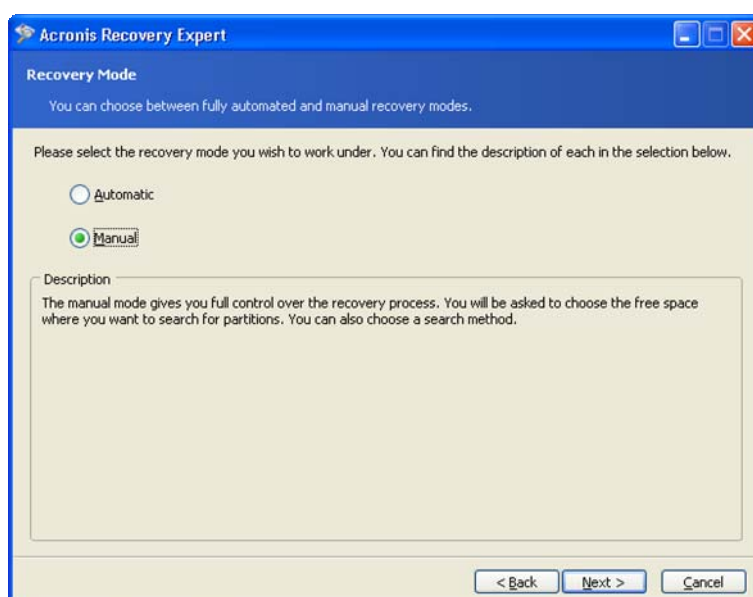 Acronis Recovery Expert
Recovery Mode
You can choose between fully automated and manual recovery modes.
Please select the recovery mode you wish to work under. You can find the description of each in the selection below.
Automatic
Manual
Description
The manual mode gives you full control over the recovery process. You will be asked to choose the free space
where you want to search for partitions. You can also choose a search method.
< Back
Next >
Cancel